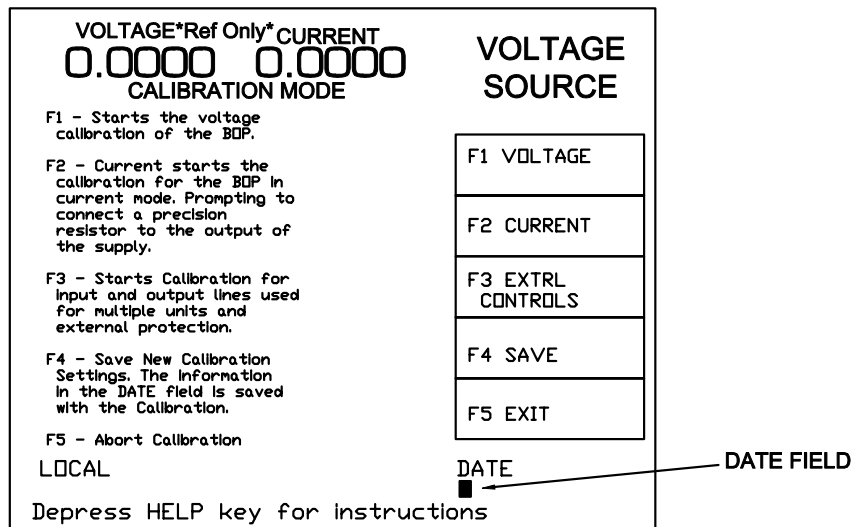 VOLTAGE*Ref Only* CURRENT
0.0000 0.0000
CALIBRATION MODE
F1 - Starts the voltage
calibration of the BOP.
F2 - Current starts the
calibration for the BOP in
current mode. Prompting to
connect a precision
resistor to the output of
the supply.
F3 - Starts Calibration for
input and output lines used
for multiple units and
external protection.
F4 - Save New Calibration
Settings. The Information
in the DATE field is saved
with the Calibration.
F5 - Abort Calibration
LOCAL
VOLTAGE
SOURCE
F1 VOLTAGE
F2 CURRENT
F3 EXTRL
CONTROLS
F4 SAVE
F5 EXIT
DATE
DATE FIELD
Depress HELP key for instructions